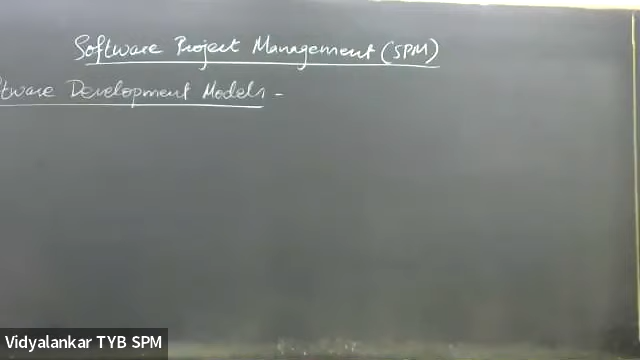 Software Project Management (SPM)
ftware Development Models -
Vidyalankar TYB SPM